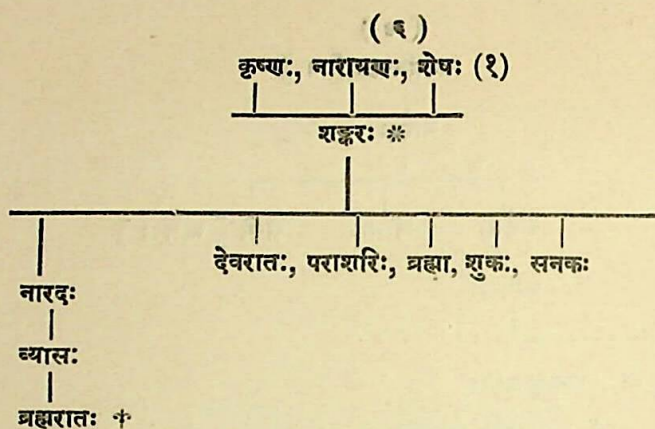 ( ६ )
कृष्णः, नारायणः, शेषः (१)
शङ्करः *
देवरातः, पराशरिः, ब्रह्मा, शुकः, सनकः
नारदः
व्यासः
ब्रह्मरातः ⁜